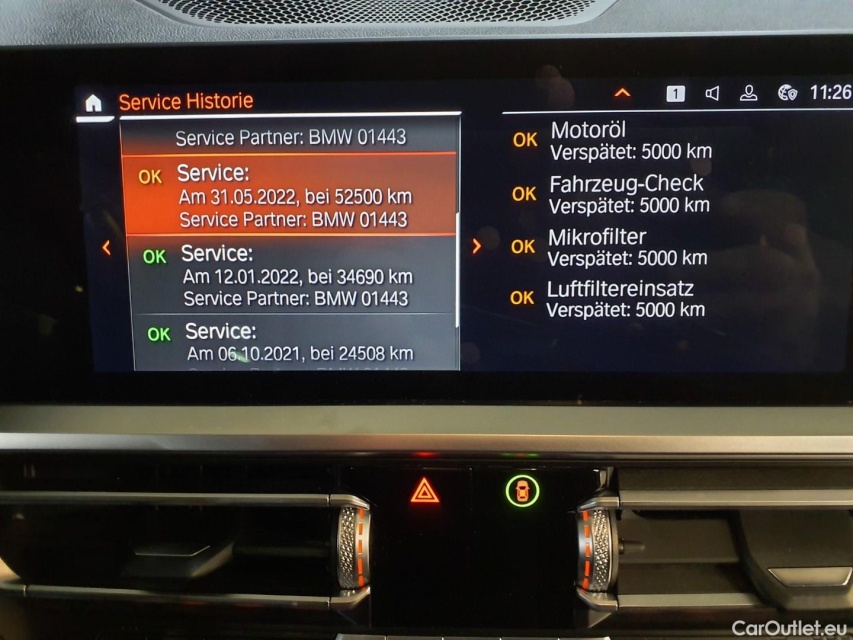 Service Historie
1
11:26
Service Partner: BMW 01443
OK Service:
Am 31.05.2022, bei 52500 km
Service Partner: BMW 01443
OK Service:
Am 12.01.2022, bei 34690 km
Service Partner: BMW 01443
OK Service:
Am 06.10.2021, bei 24508 km
OK Motoröl
Verspätet: 5000 km
OK Fahrzeug-Check
Verspätet: 5000 km
OK Mikrofilter
Verspätet: 5000 km
OK Luftfiltereinsatz
Verspätet: 5000 km
CarOutlet.eu